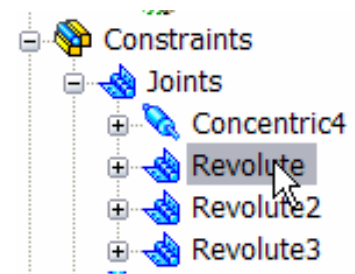 Constraints
Joints
Concentric4
Revolute
Revolute2
Revolute3